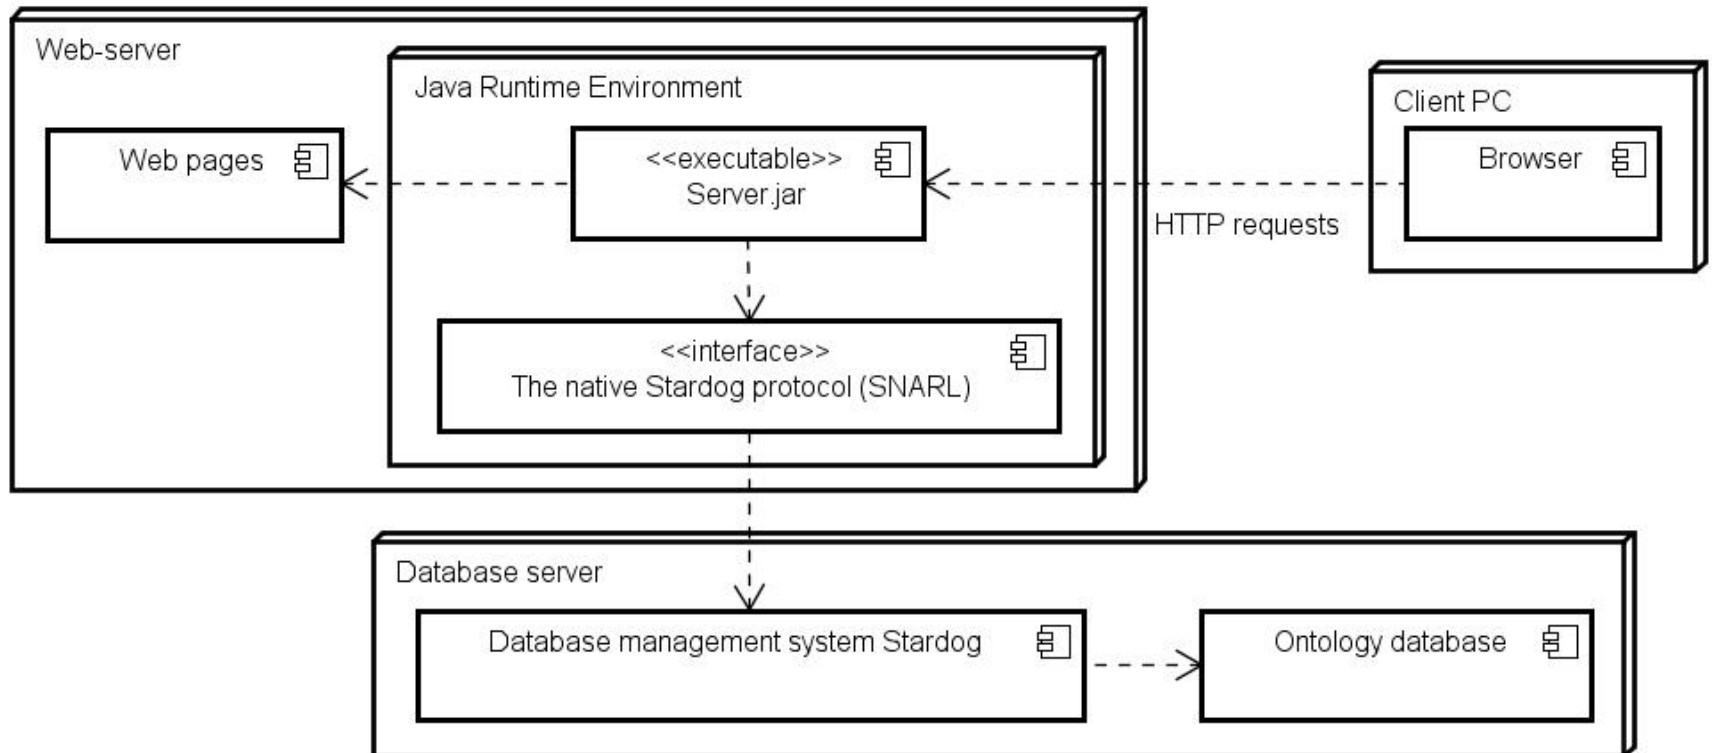 Web-server
Java Runtime Environment
Client PC
Web pages
<<executable>>
Server.jar
Browser
HTTP requests
<<interface>>
The native Stardog protocol (SNARL)
Database server
Database management system Stardog
Ontology database